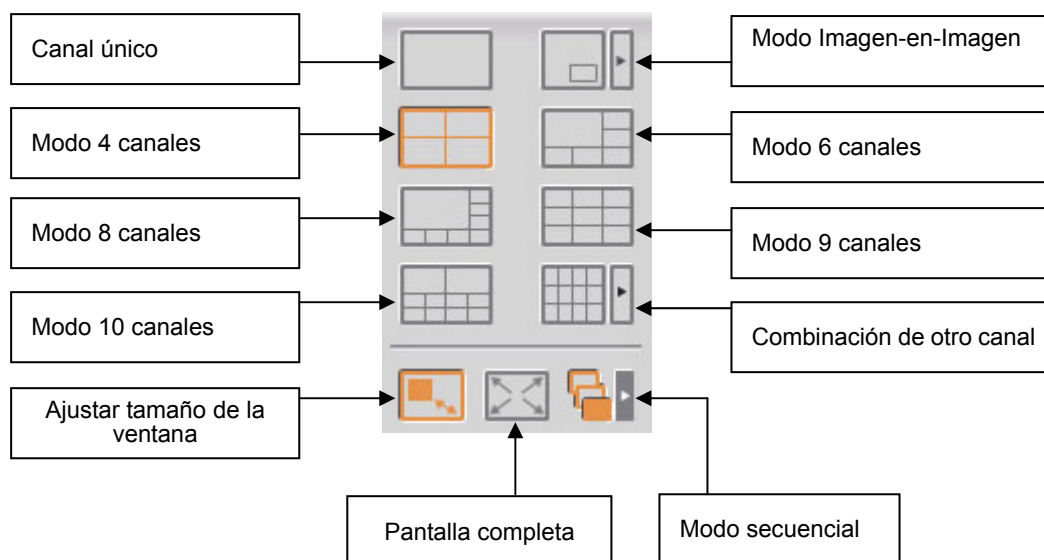 Canal único
Modo Imagen-en-Imagen
Modo 4 canales
Modo 6 canales
Modo 8 canales
Modo 9 canales
Modo 10 canales
Combinación de otro canal
Ajustar tamaño de la
ventana
Pantalla completa
Modo secuencial